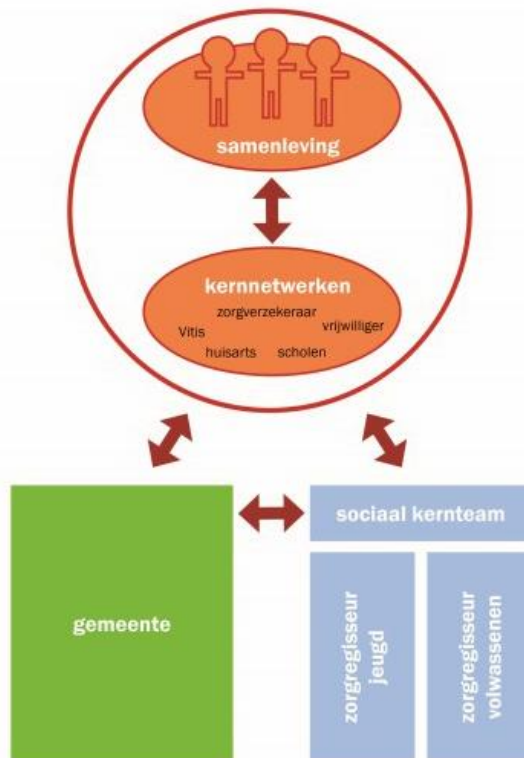 samenleving
kernnetwerken
zorgverzekeraar
Vitis
vrijwilliger
huisarts
scholen
gemeente
sociaal kernteam
zorgregisseur
jeugd
zorgregisseur
volwassenen